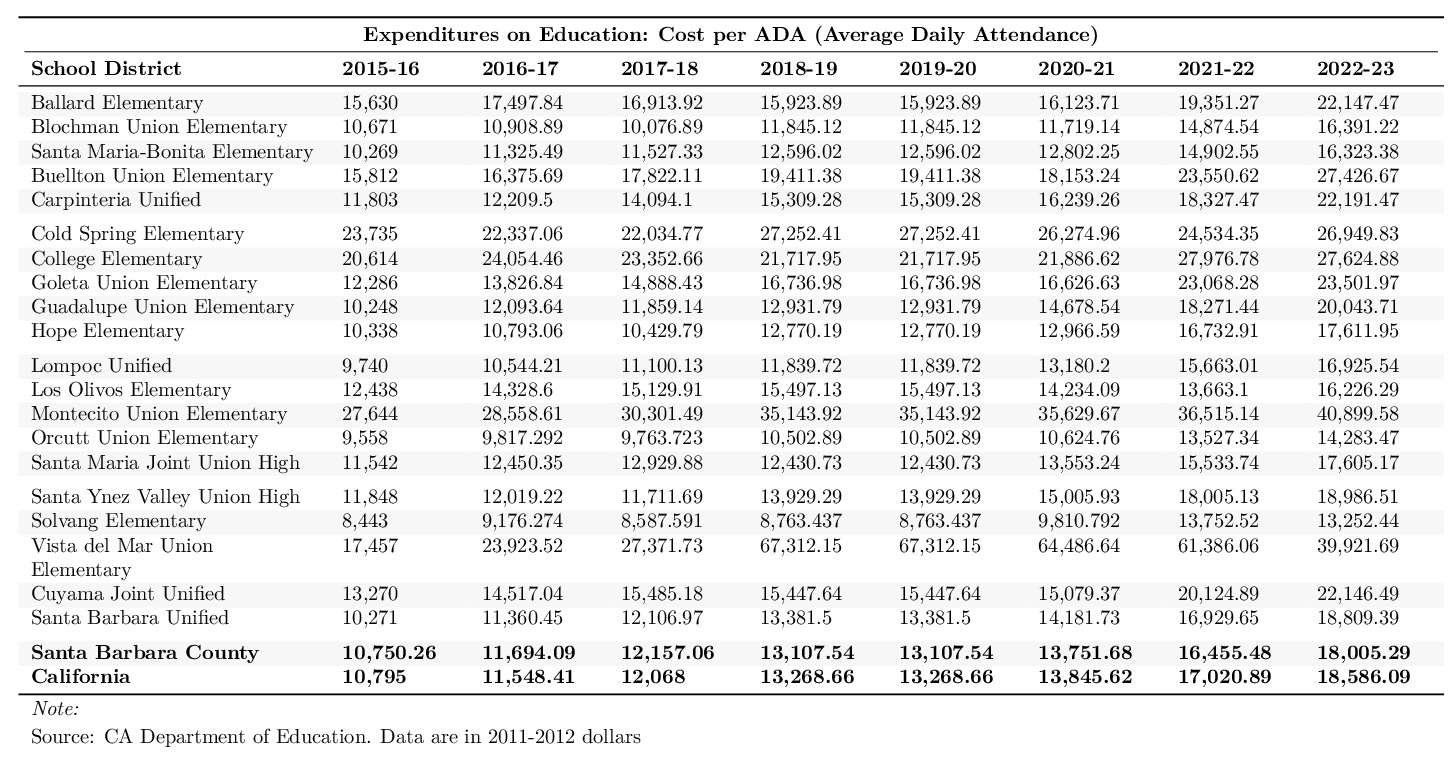 Expenditures on Education: Cost per ADA (Average Daily Attendance)
School District 2015-16 2016-17 2017-18 2018-19 2019-20 2020-21 2021-22 2022-23
Ballard Elementary 15,630 17,497.84 16,913.92 15,923.89 15,923.89 16,123.71 19,351.27 22,147.47
Blochman Union Elementary 10,671 10,908.89 10,076.89 11,845.12 11,845.12 11,719.14 14,874.54 16,391.22
Santa Maria-Bonita Elementary 10,269 11,325.49 11,527.33 12,596.02 12,596.02 12,802.25 14,902.55 16,323.38
Buellton Union Elementary 15,812 16,375.69 17,822.11 19,411.38 19,411.38 18,153.24 23,550.62 27,426.67
Carpinteria Unified 11,803 12,209.5 14,094.1 15,309.28 15,309.28 16,239.26 18,327.47 22,191.47
Cold Spring Elementary 23,735 22,337.06 22,034.77 27,252.41 27,252.41 26,274.96 24,534.35 26,949.83
College Elementary 20,614 24,054.46 23,352.66 21,717.95 21,717.95 21,886.62 27,976.78 27,624.88
Goleta Union Elementary 12,286 13,826.84 14,888.43 16,736.98 16,736.98 16,626.63 23,068.28 23,501.97
Guadalupe Union Elementary 10,248 12,093.64 11,859.14 12,931.79 12,931.79 14,678.54 18,271.44 20,043.71
Hope Elementary 10,338 10,793.06 10,429.79 12,770.19 12,770.19 12,966.59 16,732.91 17,611.95
Lompoc Unified 9,740 10,544.21 11,100.13 11,839.72 11,839.72 13,180.2 15,663.01 16,925.54
Los Olivos Elementary 12,438 14,328.6 15,129.91 15,497.13 15,497.13 14,234.09 13,663.1 16,226.29
Montecito Union Elementary 27,644 28,558.61 30,301.49 35,143.92 35,143.92 35,629.67 36,515.14 40,899.58
Orcutt Union Elementary 9,558 9,817.292 9,763.723 10,502.89 10,502.89 10,624.76 13,527.34 14,283.47
Santa Maria Joint Union High 11,542 12,450.35 12,929.88 12,430.73 12,430.73 13,553.24 15,533.74 17,605.17
Santa Ynez Valley Union High 11,848 12,019.22 11,711.69 13,929.29 13,929.29 15,005.93 18,005.13 18,986.51
Solvang Elementary 8,443 9,176.274 8,587.591 8,763.437 8,763.437 9,810.792 13,752.52 13,252.44
Vista del Mar Union 17,457 23,923.52 27,371.73 67,312.15 67,312.15 64,486.64 61,386.06 39,921.69
Elementary
Cuyama Joint Unified 13,270 14,517.04 15,485.18 15,447.64 15,447.64 15,079.37 20,124.89 22,146.49
Santa Barbara Unified 10,271 11,360.45 12,106.97 13,381.5 13,381.5 14,181.73 16,929.65 18,809.39
Santa Barbara County 10,750.26 11,694.09 12,157.06 13,107.54 13,107.54 13,751.68 16,455.48 18,005.29
California 10,795 11,548.41 12,068 13,268.66 13,268.66 13,845.62 17,020.89 18,586.09
Note:
Source: CA Department of Education. Data are in 2011-2012 dollars